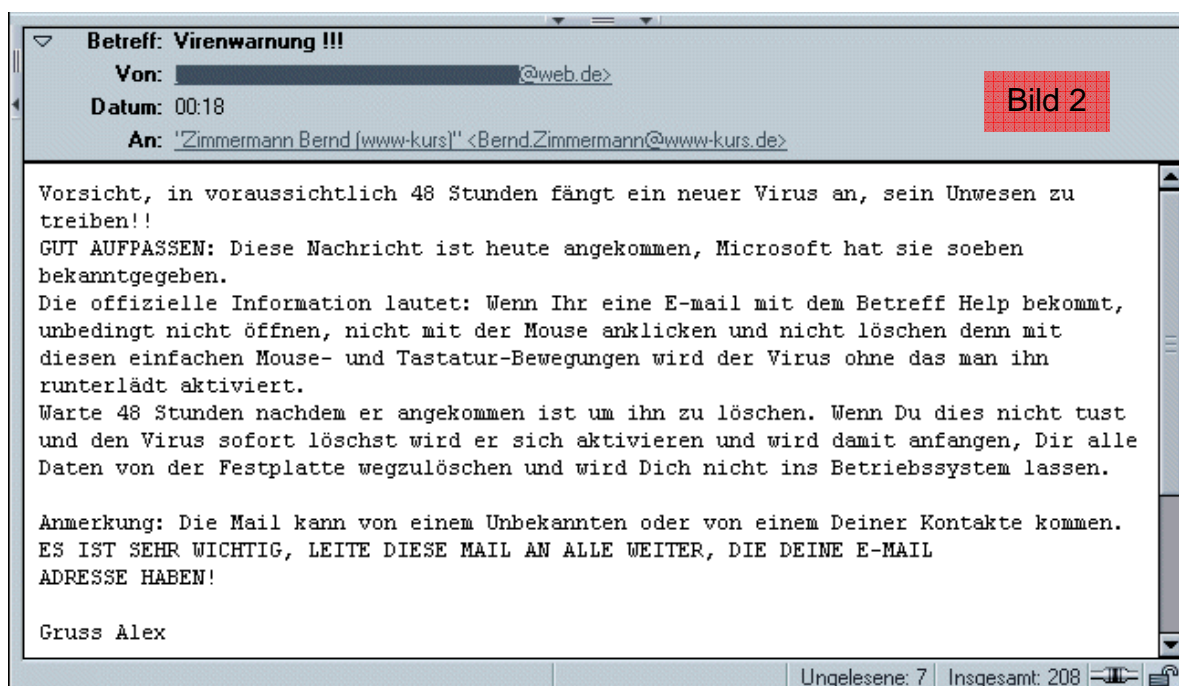 Betreff: Virenwarnung !!!
Von: @web.de>
Datum: 00:18
Bild 2
An: "Zimmermann Bernd (www-kurs)" <Bernd.Zimmermann@www-kurs.de>
Vorsicht, in voraussichtlich 48 Stunden fängt ein neuer Virus an, sein Unwesen zu
treiben!!
GUT AUFPASSEN: Diese Nachricht ist heute angekommen, Microsoft hat sie soeben
bekanntgegeben.
Die offizielle Information lautet: Wenn Ihr eine E-mail mit dem Betreff Help bekommt,
unbedingt nicht öffnen, nicht mit der Mouse anklicken und nicht löschen denn mit
diesen einfachen Mouse- und Tastatur-Bewegungen wird der Virus ohne das man ihn
runterlädt aktiviert.
Warte 48 Stunden nachdem er angekommen ist um ihn zu löschen. Wenn Du dies nicht tust
und den Virus sofort löschst wird er sich aktivieren und wird damit anfangen, Dir alle
Daten von der Festplatte wegzulöschen und wird Dich nicht ins Betriebssystem lassen.
Anmerkung: Die Mail kann von einem Unbekannten oder von einem Deiner Kontakte kommen.
ES IST SEHR WICHTIG, LEITE DIESE MAIL AN ALLE WEITER, DIE DEINE E-MAIL
ADRESSE HABEN!
Gruss Alex
Ungelesene: 7 Insgesamt: 208